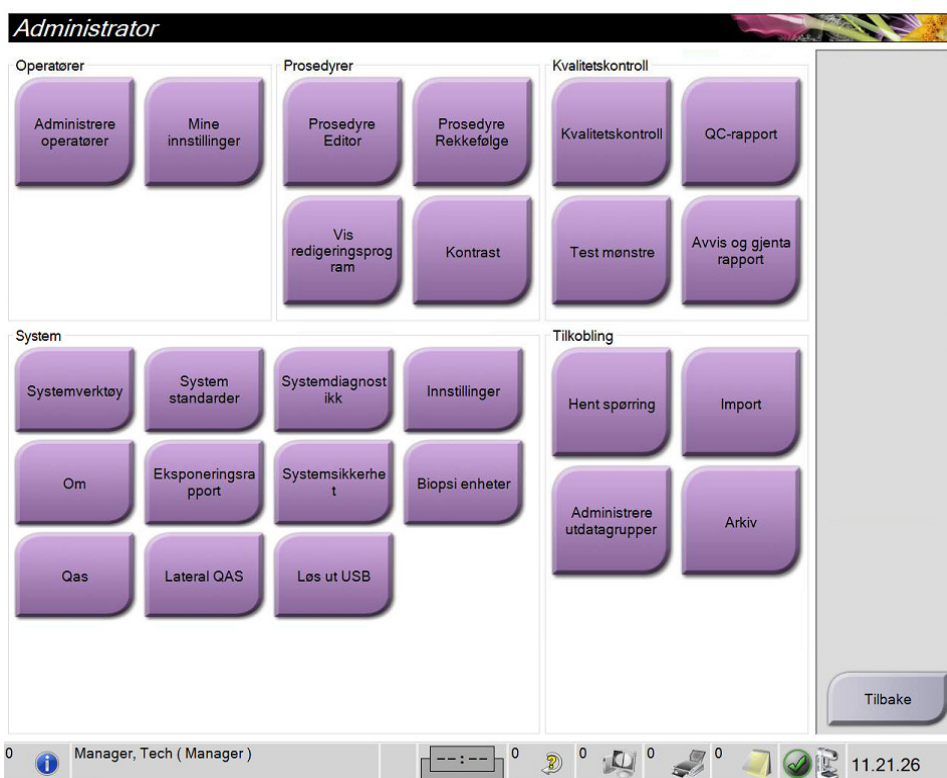 Administrator
Operatører
Administrere
operatører
Mine
innstillinger
Prosedyrer
Prosedyre
Editor
Prosedyre
Rekkefølge
Vis
redigeringsprog
ram
Kontrast
Kvalitetskontroll
Kvalitetskontroll
QC-rapport
Test mønstre
Avvis og gjenta
rapport
System
Systemverktøy
System
standarder
Systemdiagnost
ikk
Innstillinger
Om
Eksponeringsra
pport
Systemsikkerhe
t
Biopsi enheter
Qas
Lateral QAS
Løs ut USB
Tilkobling
Hent spørring
Import
Administrere
utdatagrupper
Arkiv
Tilbake
0
Manager, Tech ( Manager )
--:--
0
0
0
0
11.21.26